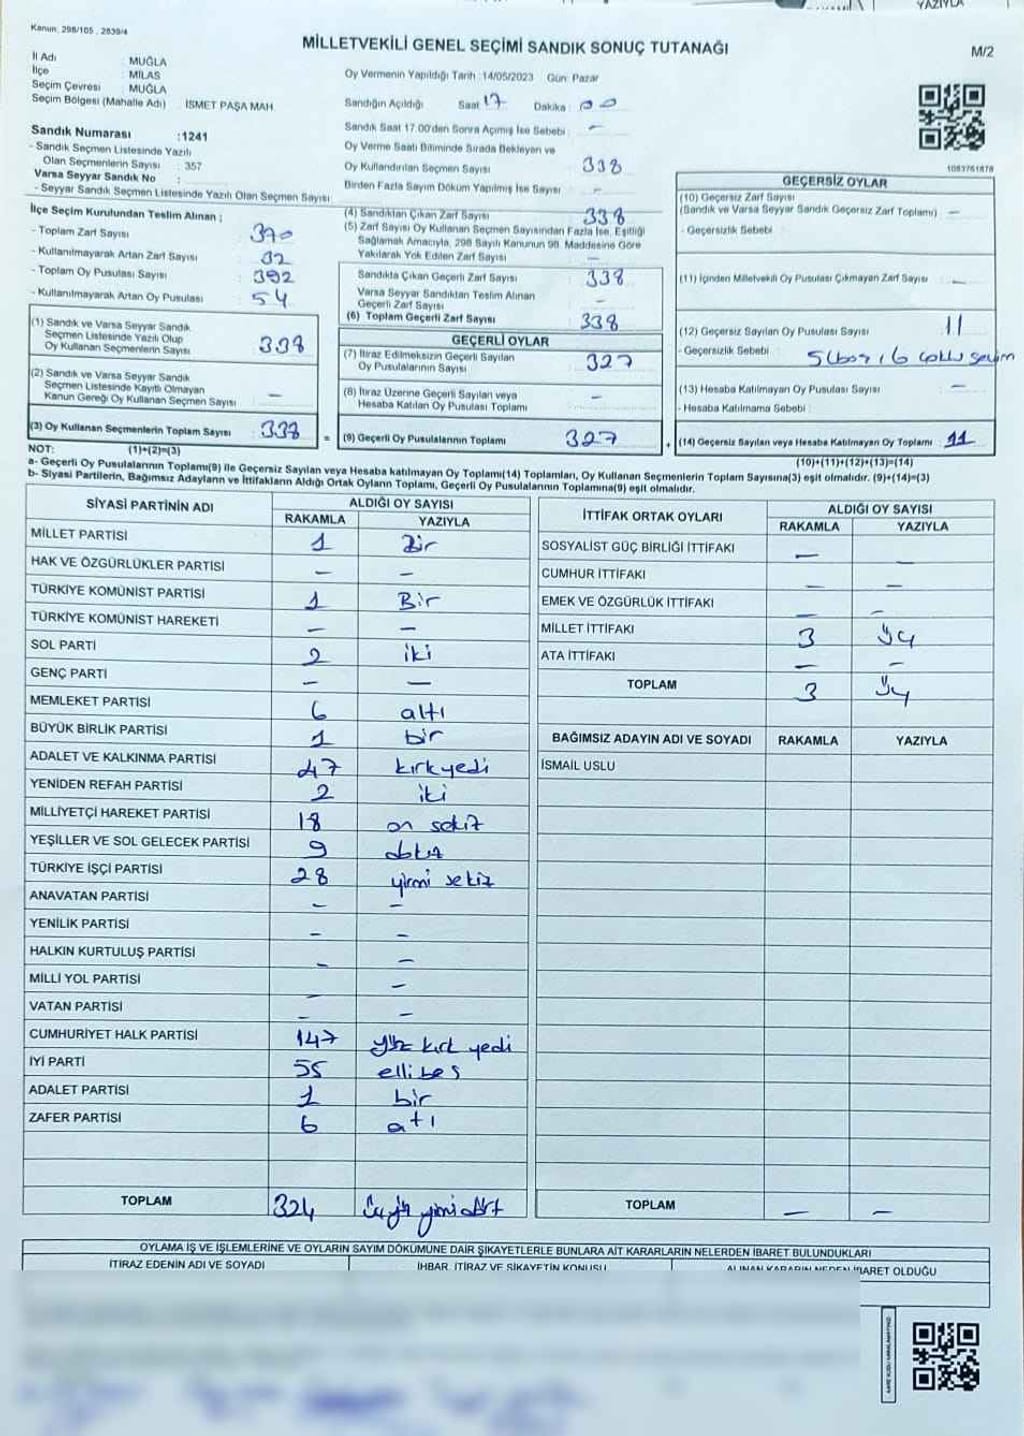 YAZIYLA
Kanun, 298/105 , 2839/4
MİLLETVEKİLİ GENEL SEÇİMİ SANDIK SONUÇ TUTANAĞI
M/2
İl Adı : MUĞLA
İlçe : MİLAS
Seçim Çevresi : MUĞLA
Seçim Bölgesi (Mahalle Adı) : İSMET PAŞA MAH.
Oy Vermenin Yapıldığı Tarih :14/05/2023 Gün: Pazar
Sandığın Açıldığı Saat 17 Dakika : 00
Sandık Saat 17.00'den Sonra Açılmış İse Sebebi : -
Sandık Numarası :1241
- Sandık Seçmen Listesinde Yazılı
Olan Seçmenlerin Sayısı : 357
Varsa Seyyar Sandık No :
- Seyyar Sandık Seçmen Listesinde Yazılı Olan Seçmen Sayısı :
Oy Verme Saati Bitiminde Sırada Bekleyen ve
Oy Kullandırılan Seçmen Sayısı : 338
Birden Fazla Sayım Döküm Yapılmış İse Sayısı : -
1083761878
İlçe Seçim Kurulundan Teslim Alınan ;
- Toplam Zarf Sayısı : 370
- Kullanılmayarak Artan Zarf Sayısı : 32
- Toplam Oy Pusulası Sayısı : 392
- Kullanılmayarak Artan Oy Pusulası : 54
(1) Sandık ve Varsa Seyyar Sandık
Seçmen Listesinde Yazılı Olup
Oy Kullanan Seçmenlerin Sayısı : 338
(2) Sandık ve Varsa Seyyar Sandık
Seçmen Listesinde Kayıtlı Olmayan
Kanun Gereği Oy Kullanan Seçmen Sayısı : -
(3) Oy Kullanan Seçmenlerin Toplam Sayısı : 338
(4) Sandıktan Çıkan Zarf Sayısı : 338
(5) Zarf Sayısı Oy Kullanan Seçmen Sayısından Fazla İse, Eşitliği
Sağlamak Amacıyla, 298 Sayılı Kanunun 98. Maddesine Göre
Yakılarak Yok Edilen Zarf Sayısı : -
Sandıkta Çıkan Geçerli Zarf Sayısı : 338
Varsa Seyyar Sandıktan Teslim Alınan
Geçerli Zarf Sayısı : -
(6) Toplam Geçerli Zarf Sayısı : 338
GEÇERLİ OYLAR
(7) İtiraz Edilmeksizin Geçerli Sayılan
Oy Pusulalarının Sayısı : 327
(8) İtiraz Üzerine Geçerli Sayılan veya
Hesaba Katılan Oy Pusulası Toplamı : -
= (9) Geçerli Oy Pusulalarının Toplamı : 327
GEÇERSİZ OYLAR
(10) Geçersiz Zarf Sayısı
(Sandık ve Varsa Seyyar Sandık Geçersiz Zarf Toplamı) : -
- Geçersizlik Sebebi :
(11) İçinden Milletvekili Oy Pusulası Çıkmayan Zarf Sayısı : -
(12) Geçersiz Sayılan Oy Pusulası Sayısı : 11
- Geçersizlik Sebebi : 5 boş, 6 çoklu seçim
(13) Hesaba Katılmayan Oy Pusulası Sayısı : -
- Hesaba Katılmama Sebebi :
+ (14) Geçersiz Sayılan veya Hesaba Katılmayan Oy Toplamı : 11
NOT: (1)+(2)=(3) (10)+(11)+(12)+(13)=(14)
a- Geçerli Oy Pusulalarının Toplamı(9) ile Geçersiz Sayılan veya Hesaba katılmayan Oy Toplamı(14) Toplamları, Oy Kullanan Seçmenlerin Toplam Sayısına(3) eşit olmalıdır. (9)+(14)=(3)
b- Siyasi Partilerin, Bağımsız Adayların ve İttifakların Aldığı Ortak Oyların Toplamı, Geçerli Oy Pusulalarının Toplamına(9) eşit olmalıdır.
SİYASİ PARTİNİN ADI ALDIĞI OY SAYISI
RAKAMLA YAZIYLA
MİLLET PARTİSİ 1 Bir
HAK VE ÖZGÜRLÜKLER PARTİSİ - -
TÜRKİYE KOMÜNİST PARTİSİ 1 Bir
TÜRKİYE KOMÜNİST HAREKETİ - -
SOL PARTİ 2 iki
GENÇ PARTİ - -
MEMLEKET PARTİSİ 6 altı
BÜYÜK BİRLİK PARTİSİ 1 bir
ADALET VE KALKINMA PARTİSİ 47 kırkyedi
YENİDEN REFAH PARTİSİ 2 iki
MİLLİYETÇİ HAREKET PARTİSİ 18 on sekiz
YEŞİLLER VE SOL GELECEK PARTİSİ 9 dokuz
TÜRKİYE İŞÇİ PARTİSİ 28 yirmi sekiz
ANAVATAN PARTİSİ - -
YENİLİK PARTİSİ - -
HALKIN KURTULUŞ PARTİSİ - -
MİLLİ YOL PARTİSİ - -
VATAN PARTİSİ - -
CUMHURİYET HALK PARTİSİ 147 yüz kırk yedi
İYİ PARTİ 55 ellibeş
ADALET PARTİSİ 1 bir
ZAFER PARTİSİ 6 atı
TOPLAM 324 üçyüz yirmi dört
İTTİFAK ORTAK OYLARI ALDIĞI OY SAYISI
RAKAMLA YAZIYLA
SOSYALİST GÜÇ BİRLİĞİ İTTİFAKI - -
CUMHUR İTTİFAKI - -
EMEK VE ÖZGÜRLÜK İTTİFAKI - -
MİLLET İTTİFAKI 3 Üç
ATA İTTİFAKI - -
TOPLAM 3 Üç
BAĞIMSIZ ADAYIN ADI VE SOYADI RAKAMLA YAZIYLA
İSMAİL USLU
TOPLAM - -
OYLAMA İŞ VE İŞLEMLERİNE VE OYLARIN SAYIM DÖKÜMÜNE DAİR ŞİKAYETLERLE BUNLARA AİT KARARLARIN NELERDEN İBARET BULUNDUKLARI
İTİRAZ EDENİN ADI VE SOYADI İHBAR, İTİRAZ VE ŞİKAYETİN KONUSU ALINAN KARARIN NEDEN İBARET OLDUĞU